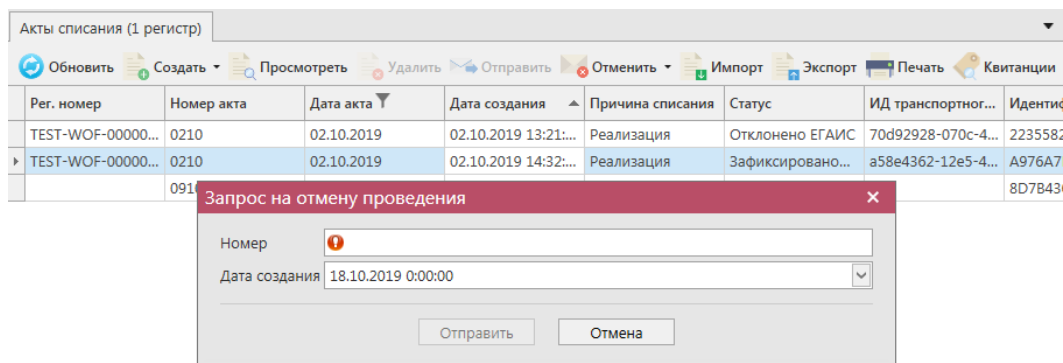 Акты списания (1 регистр)
Обновить Создать Просмотреть Удалить Отправить Отменить Импорт Экспорт Печать Квитанции
Рег. номер Номер акта Дата акта Дата создания Причина списания Статус ИД транспортног... Идентиф
TEST-WOF-00000... 0210 02.10.2019 02.10.2019 13:21:... Реализация Отклонено ЕГАИС 70d92928-070c-4... 2235582
TEST-WOF-00000... 0210 02.10.2019 02.10.2019 14:32:... Реализация Зафиксировано... a58e4362-12e5-4... A976A7
0910 8D7B43
Запрос на отмену проведения
Номер
Дата создания 18.10.2019 0:00:00
Отправить Отмена